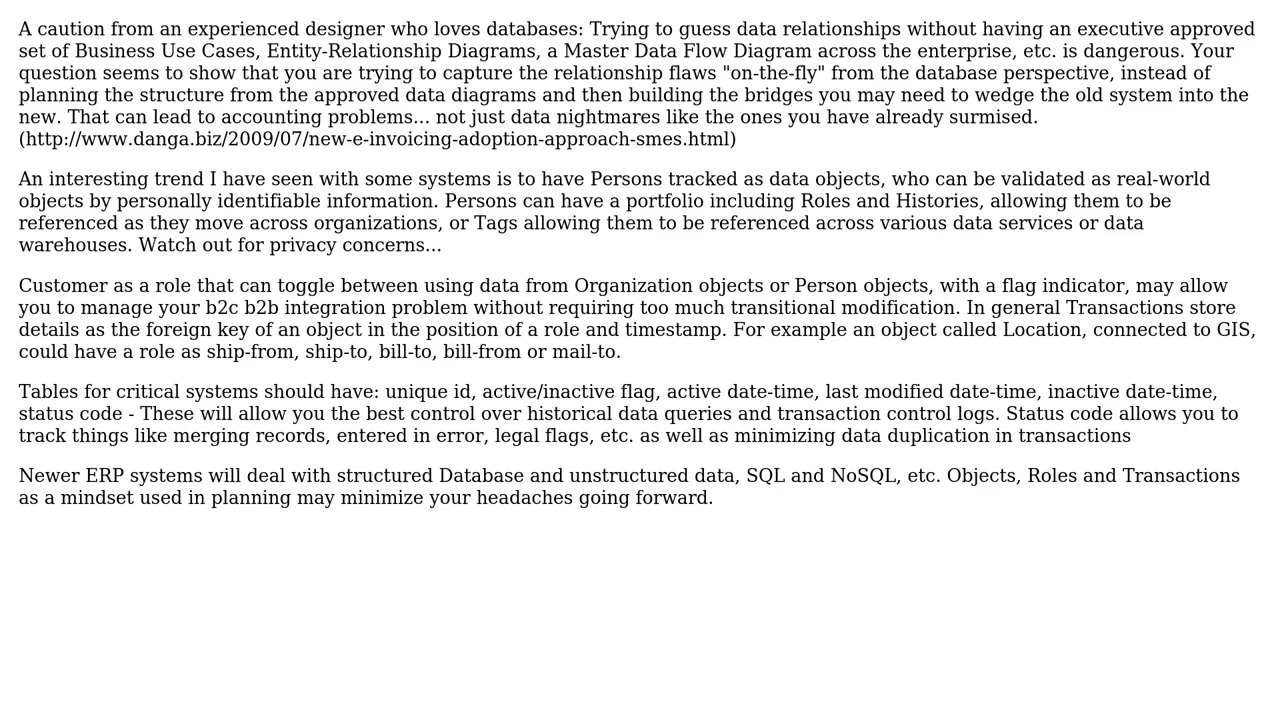 A caution from an experienced designer who loves databases: Trying to guess data relationships without having an executive approved
set of Business Use Cases, Entity-Relationship Diagrams, a Master Data Flow Diagram across the enterprise, etc. is dangerous. Your
question seems to show that you are trying to capture the relationship flaws "on-the-fly" from the database perspective, instead of
planning the structure from the approved data diagrams and then building the bridges you may need to wedge the old system into the
new. That can lead to accounting problems... not just data nightmares like the ones you have already surmised.
(http://www.danga.biz/2009/07/new-e-invoicing-adoption-approach-smes.html)
An interesting trend I have seen with some systems is to have Persons tracked as data objects, who can be validated as real-world
objects by personally identifiable information. Persons can have a portfolio including Roles and Histories, allowing them to be
referenced as they move across organizations, or Tags allowing them to be referenced across various data services or data
warehouses. Watch out for privacy concerns...
Customer as a role that can toggle between using data from Organization objects or Person objects, with a flag indicator, may allow
you to manage your b2c b2b integration problem without requiring too much transitional modification. In general Transactions store
details as the foreign key of an object in the position of a role and timestamp. For example an object called Location, connected to GIS,
could have a role as ship-from, ship-to, bill-to, bill-from or mail-to.
Tables for critical systems should have: unique id, active/inactive flag, active date-time, last modified date-time, inactive date-time,
status code - These will allow you the best control over historical data queries and transaction control logs. Status code allows you to
track things like merging records, entered in error, legal flags, etc. as well as minimizing data duplication in transactions
Newer ERP systems will deal with structured Database and unstructured data, SQL and NoSQL, etc. Objects, Roles and Transactions
as a mindset used in planning may minimize your headaches going forward.